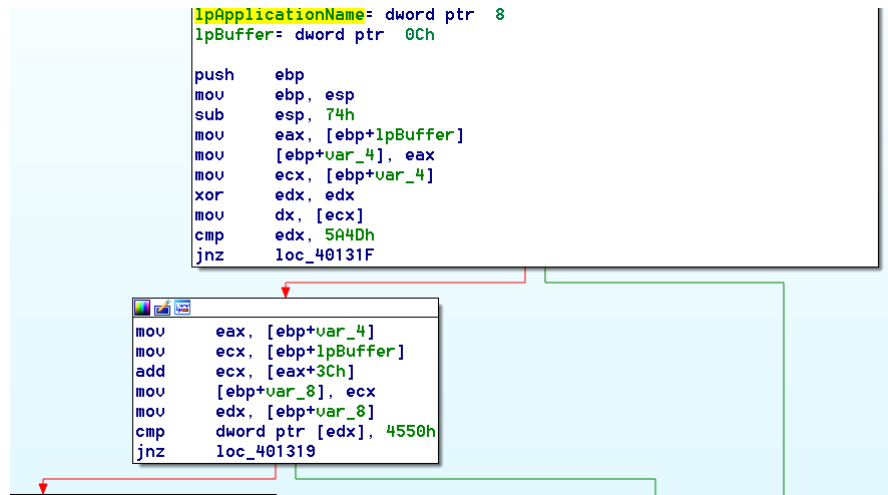 lpApplicationName= dword ptr  8
lpBuffer= dword ptr  0Ch
push    ebp
mov     ebp, esp
sub     esp, 74h
mov     eax, [ebp+lpBuffer]
mov     [ebp+var_4], eax
mov     ecx, [ebp+var_4]
xor     edx, edx
mov     dx, [ecx]
cmp     edx, 5A4Dh
jnz     loc_40131F
mov     eax, [ebp+var_4]
mov     ecx, [ebp+lpBuffer]
add     ecx, [eax+3Ch]
mov     [ebp+var_8], ecx
mov     edx, [ebp+var_8]
cmp     dword ptr [edx], 4550h
jnz     loc_401319